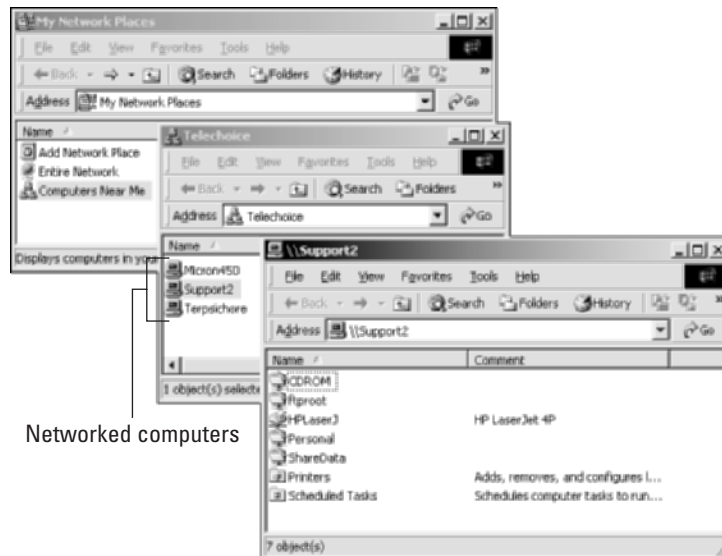 My Network Places
File Edit View Favorites Tools Help
Back Search Folders History
Address My Network Places Go
Name
Add Network Place
Entire Network
Computers Near Me
Displays computers in your
Telechoice
File Edit View Favorites Tools Help
Back Search Folders
Address Telechoice Go
Name
Micron450
Support2
Terpsichore
1 object(s) selecte
Networked computers
\\Support2
File Edit View Favorites Tools Help
Back Search Folders History
Address \\Support2 Go
Name Comment
CDROM
ftproot
HPLaserJ HP LaserJet 4P
Personal
ShareData
Printers Adds, removes, and configures l...
Scheduled Tasks Schedules computer tasks to run...
7 object(s)